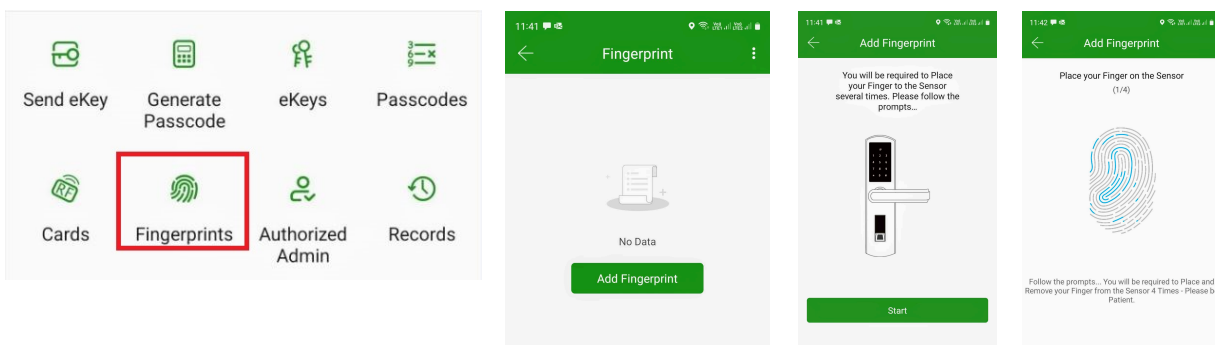 Send eKey
Generate
Passcode
eKeys
Passcodes
Cards
Fingerprints
Authorized
Admin
Records
11:41
Fingerprint
No Data
Add Fingerprint
11:41
Add Fingerprint
You will be required to Place
your Finger to the Sensor
several times. Please follow the
prompts...
Start
11:42
Add Fingerprint
Place your Finger on the Sensor
(1/4)
Follow the prompts... You will be required to Place and
Remove your Finger from the Sensor 4 Times - Please b
Patient.